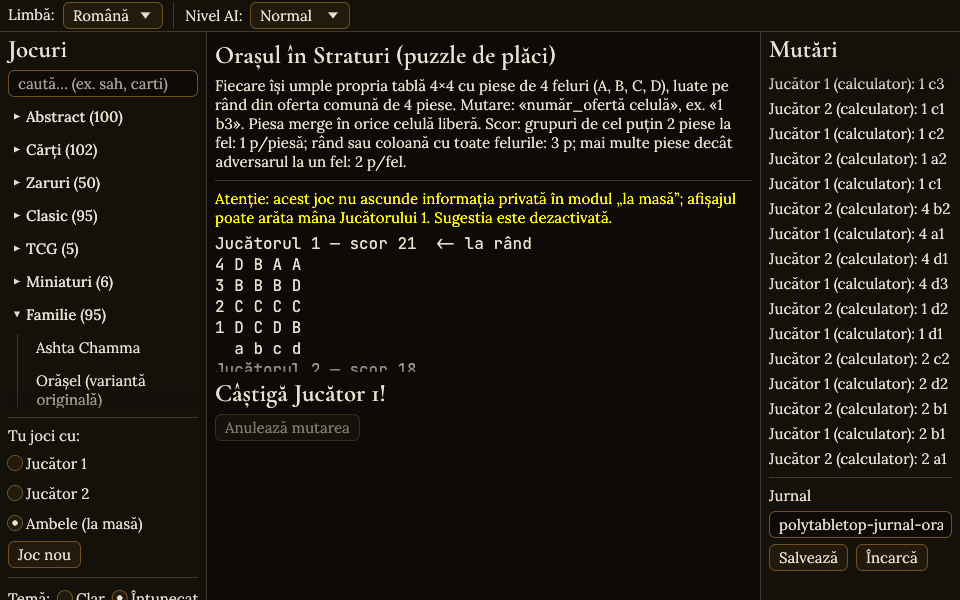 Limbă: Română ▼ Nivel AI: Normal ▼
Jocuri
caută... (ex. sah, carti)
▸ Abstract (100)
▸ Cărți (102)
▸ Zaruri (50)
▸ Clasic (95)
▸ TCG (5)
▸ Miniaturi (6)
▾ Familie (95)
Ashta Chamma
Orășel (variantă
originală)
Tu joci cu:
Jucător 1
Jucător 2
Ambele (la masă)
Joc nou
Temă: Clar Întunecat
Orașul în Straturi (puzzle de plăci)
Fiecare își umple propria tablă 4×4 cu piese de 4 feluri (A, B, C, D), luate pe
rând din oferta comună de 4 piese. Mutare: «număr_ofertă celulă», ex. «1
b3». Piesa merge în orice celulă liberă. Scor: grupuri de cel puțin 2 piese la
fel: 1 p/piesă; rând sau coloană cu toate felurile: 3 p; mai multe piese decât
adversarul la un fel: 2 p/fel.
Atenție: acest joc nu ascunde informația privată în modul „la masă”; afișajul
poate arăta mâna Jucătorului 1. Sugestia este dezactivată.
Jucătorul 1 — scor 21 ← la rând
4 D B A A
3 B B B D
2 C C C C
1 D C D B
a b c d
Jucătorul 2 — scor 18
Câștigă Jucător 1!
Anulează mutarea
Mutări
Jucător 1 (calculator): 1 c3
Jucător 2 (calculator): 1 c1
Jucător 1 (calculator): 1 c2
Jucător 2 (calculator): 1 a2
Jucător 1 (calculator): 1 c1
Jucător 2 (calculator): 4 b2
Jucător 1 (calculator): 4 a1
Jucător 2 (calculator): 4 d1
Jucător 1 (calculator): 4 d3
Jucător 2 (calculator): 1 d2
Jucător 1 (calculator): 1 d1
Jucător 2 (calculator): 2 c2
Jucător 1 (calculator): 2 d2
Jucător 2 (calculator): 2 b1
Jucător 1 (calculator): 2 b1
Jucător 2 (calculator): 2 a1
Jurnal
polytabletop-jurnal-ora
Salvează Încarcă